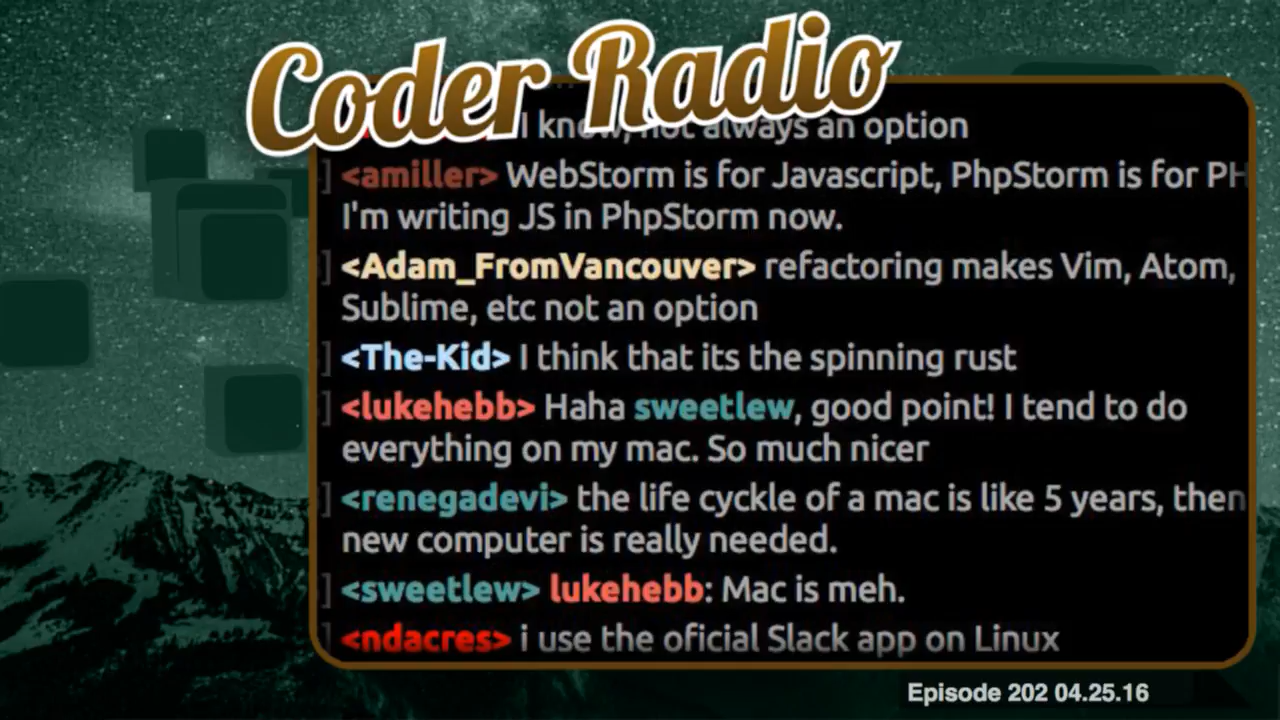 Coder Radio
I know, not always an option
] <amiller> WebStorm is for Javascript, PhpStorm is for PH
I'm writing JS in PhpStorm now.
] <Adam_FromVancouver> refactoring makes Vim, Atom,
Sublime, etc not an option
] <The-Kid> I think that its the spinning rust
] <lukehebb> Haha sweetlew, good point! I tend to do
everything on my mac. So much nicer
] <renegadevi> the life cyckle of a mac is like 5 years, then
new computer is really needed.
] <sweetlew> lukehebb: Mac is meh.
] <ndacres> i use the oficial Slack app on Linux
Episode 202 04.25.16